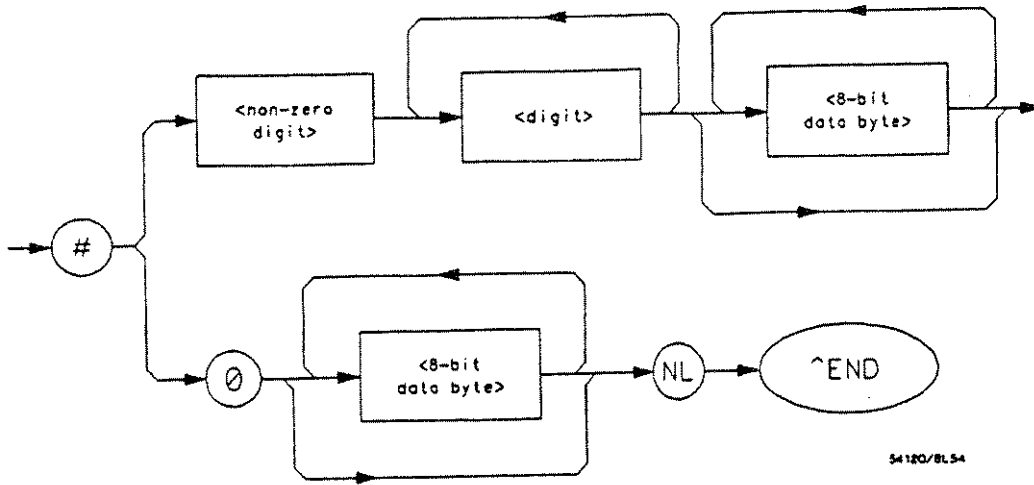 <non-zero
digit>
<digit>
<8-bit
data byte>
#
0
<8-bit
data byte>
NL
^END
54120/BL54